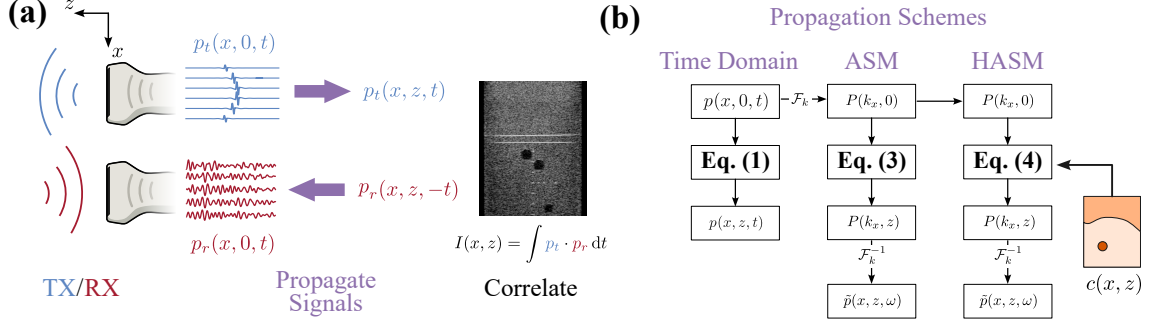 (a)
z
x
p_t(x, 0, t)
p_t(x, z, t)
p_r(x, z, −t)
p_r(x, 0, t)
I(x, z) = ∫ p_t · p_r dt
TX/RX
Propagate
Signals
Correlate
(b)
Propagation Schemes
Time Domain
ASM
HASM
p(x, 0, t)
F_k
P(k_x, 0)
P(k_x, 0)
Eq. (1)
Eq. (3)
Eq. (4)
p(x, z, t)
P(k_x, z)
P(k_x, z)
F_k^{-1}
F_k^{-1}
p̃(x, z, ω)
p̃(x, z, ω)
c(x, z)